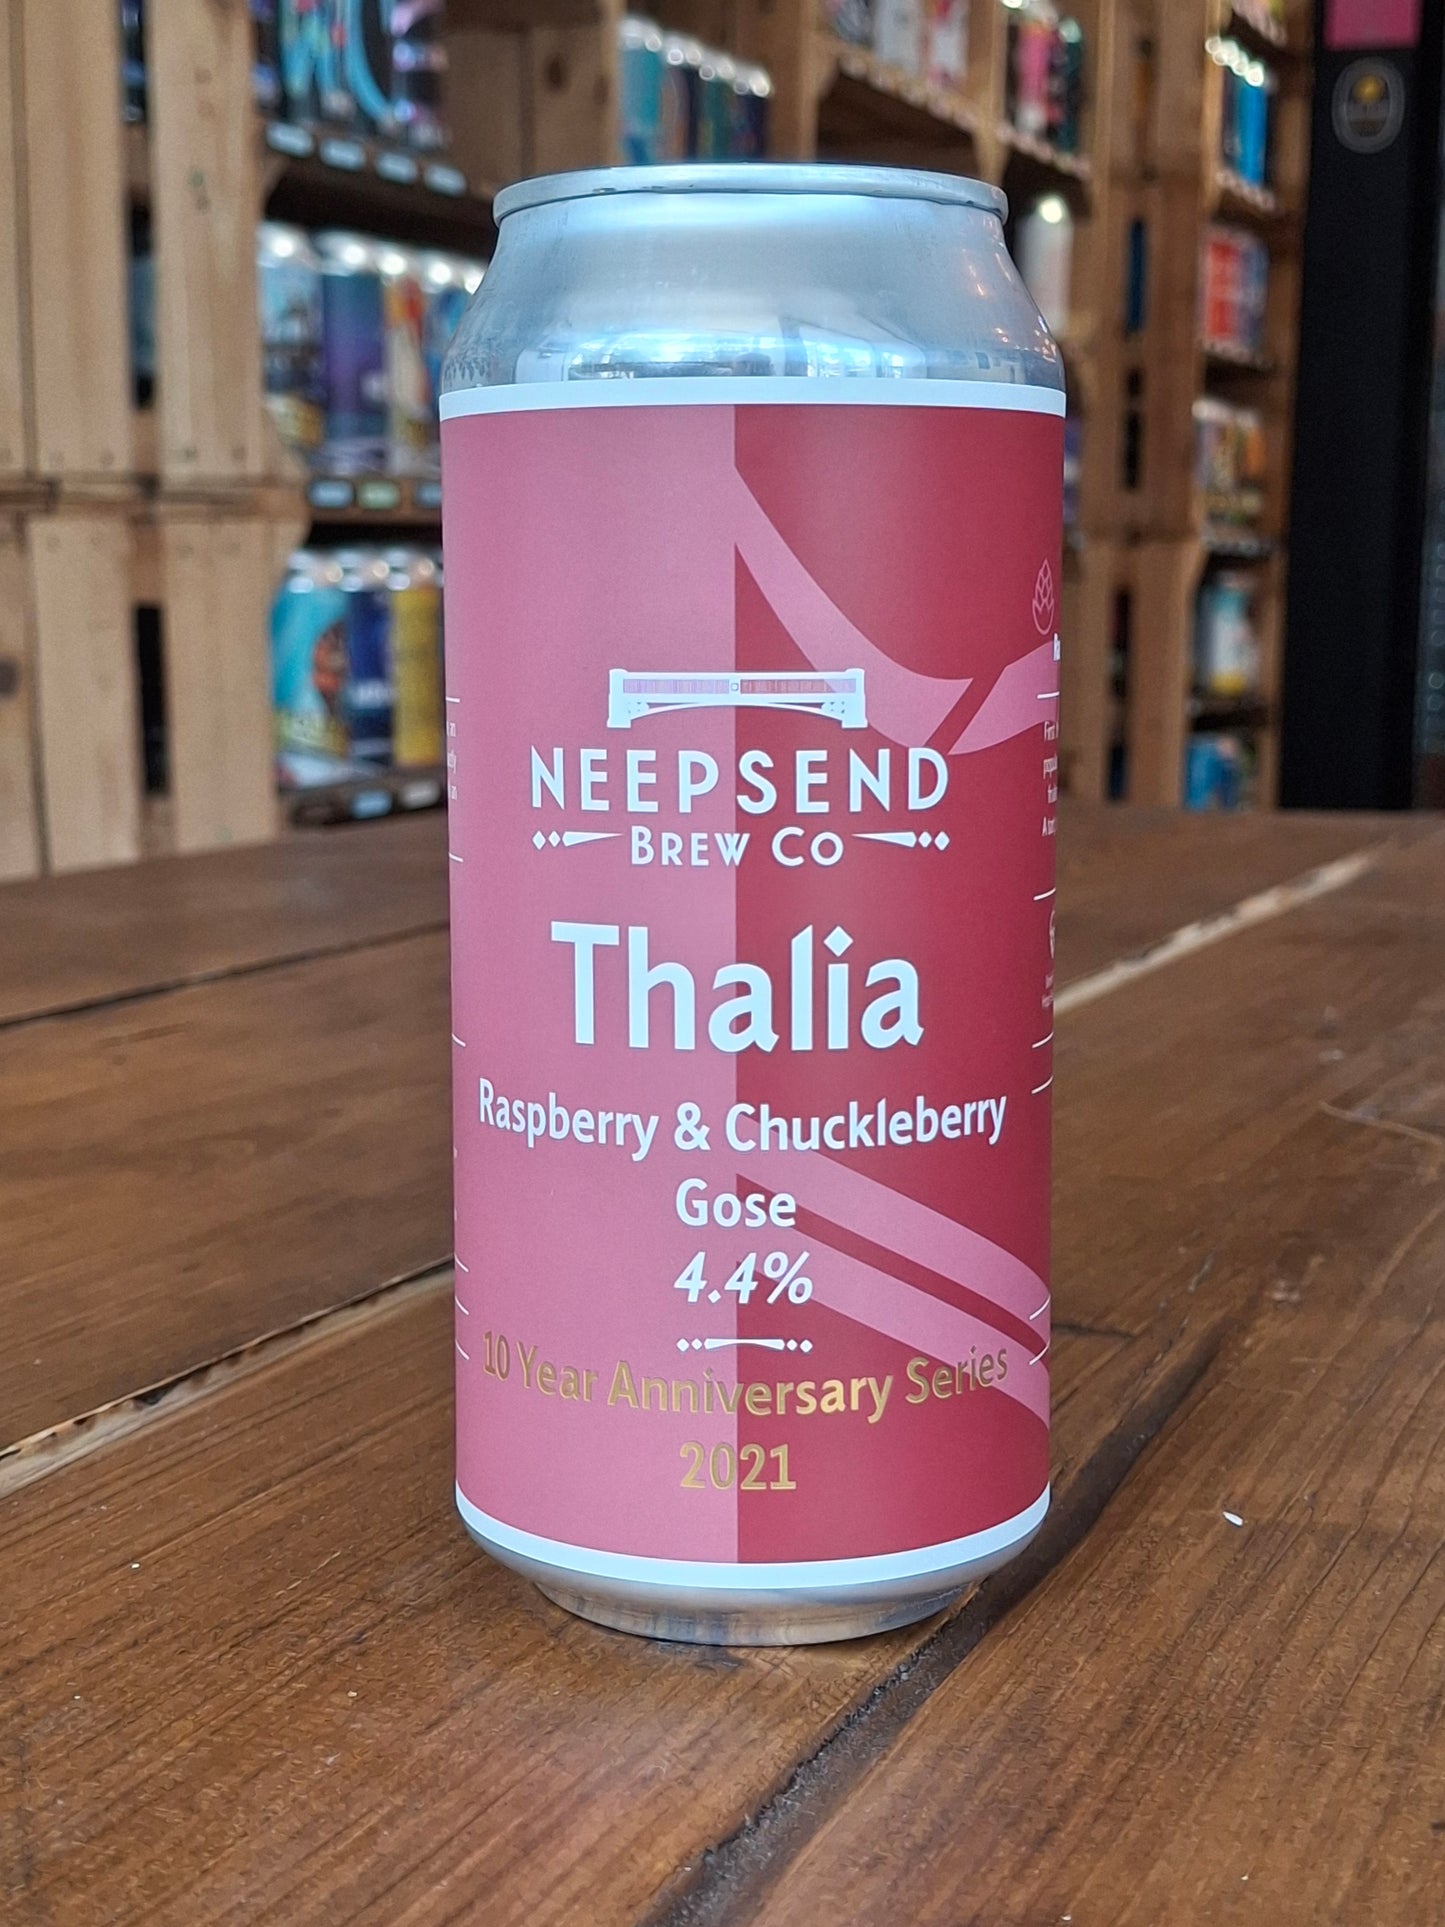 NEEPSEND
BREW CO
Thalia
Raspberry & Chuckleberry
Gose
4.4%
10 Year Anniversary Series
2021